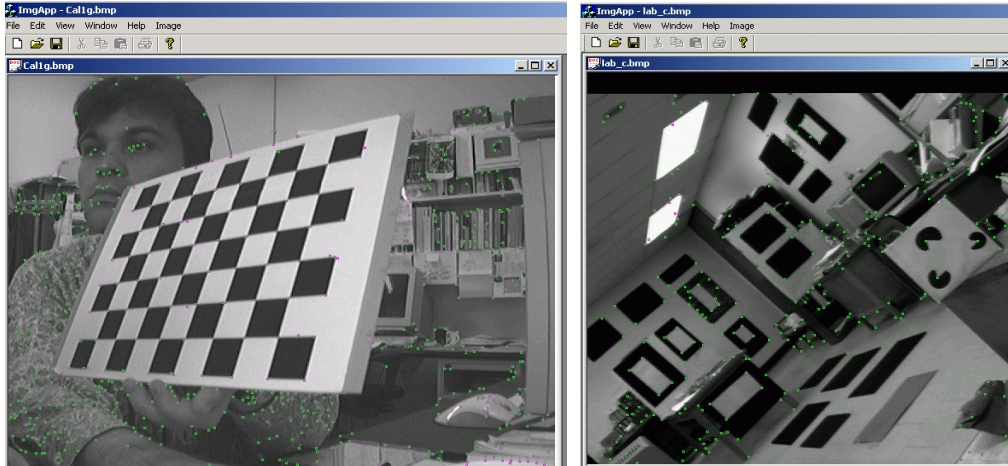 ImgApp - Cal1g.bmp
File Edit View Window Help Image
Cal1g.bmp
ImgApp - lab_c.bmp
File Edit View Window Help Image
lab_c.bmp